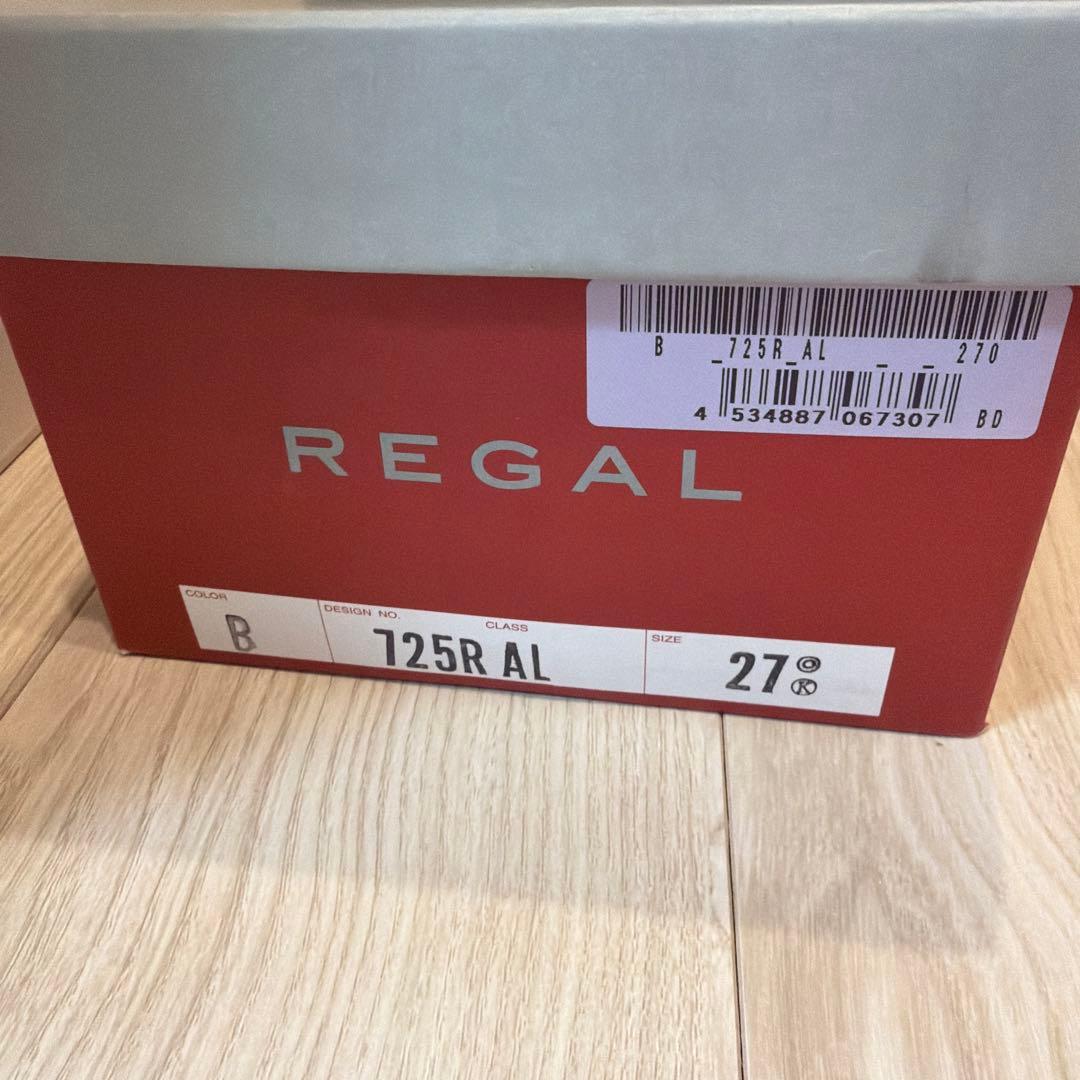 B _725R_AL _ _ 270
4 534887 067307 BD
REGAL
COLOR DESIGN NO. CLASS SIZE
B 725R AL 27 ◎ Ⓚ